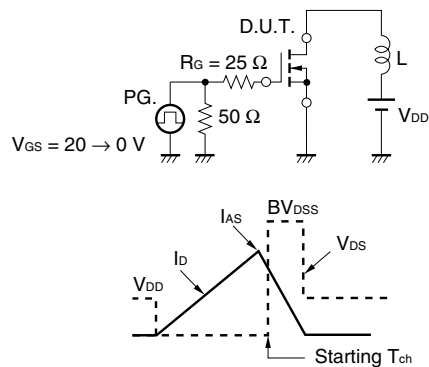 D.U.T.
RG = 25 Ω
L
PG.
50 Ω
VDD
VGS = 20 → 0 V
BVDSS
IAS
ID
VDS
VDD
Starting Tch